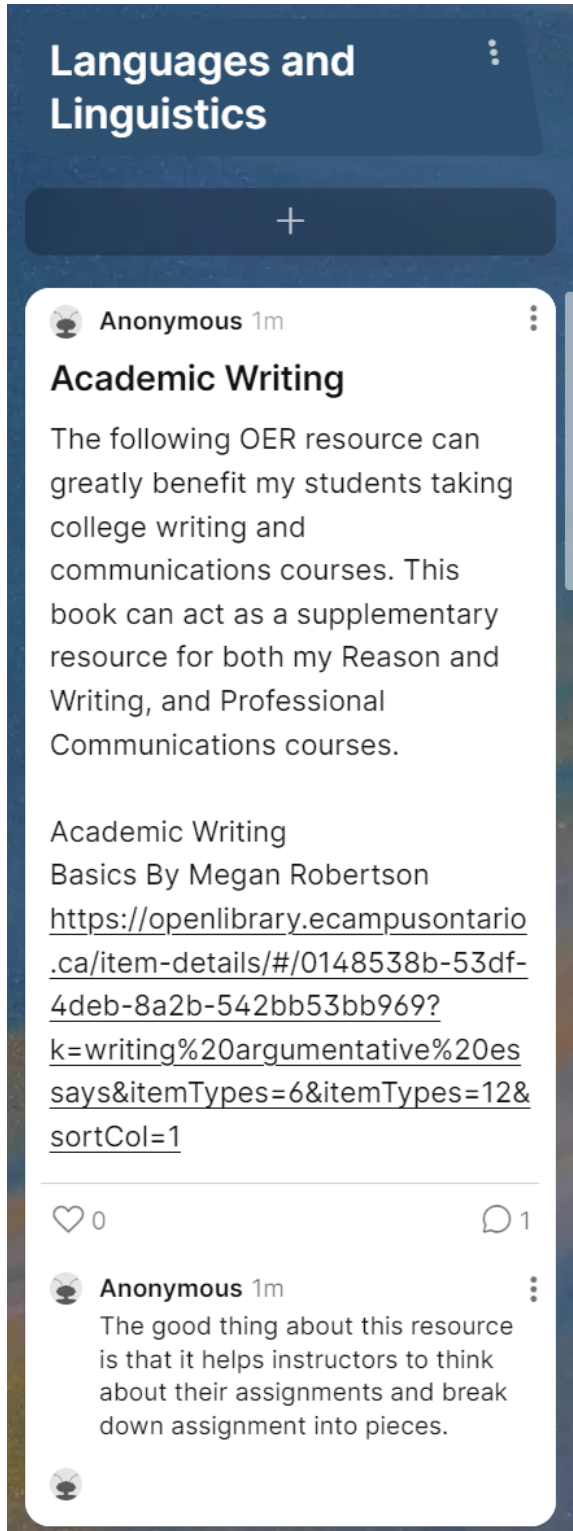 Languages and
Linguistics
+
Anonymous 1m
Academic Writing
The following OER resource can
greatly benefit my students taking
college writing and
communications courses. This
book can act as a supplementary
resource for both my Reason and
Writing, and Professional
Communications courses.
Academic Writing
Basics By Megan Robertson
https://openlibrary.ecampusontario
.ca/item-details/#/0148538b-53df-
4deb-8a2b-542bb53bb969?
k=writing%20argumentative%20es
says&itemTypes=6&itemTypes=12&
sortCol=1
0 1
Anonymous 1m
The good thing about this resource
is that it helps instructors to think
about their assignments and break
down assignment into pieces.